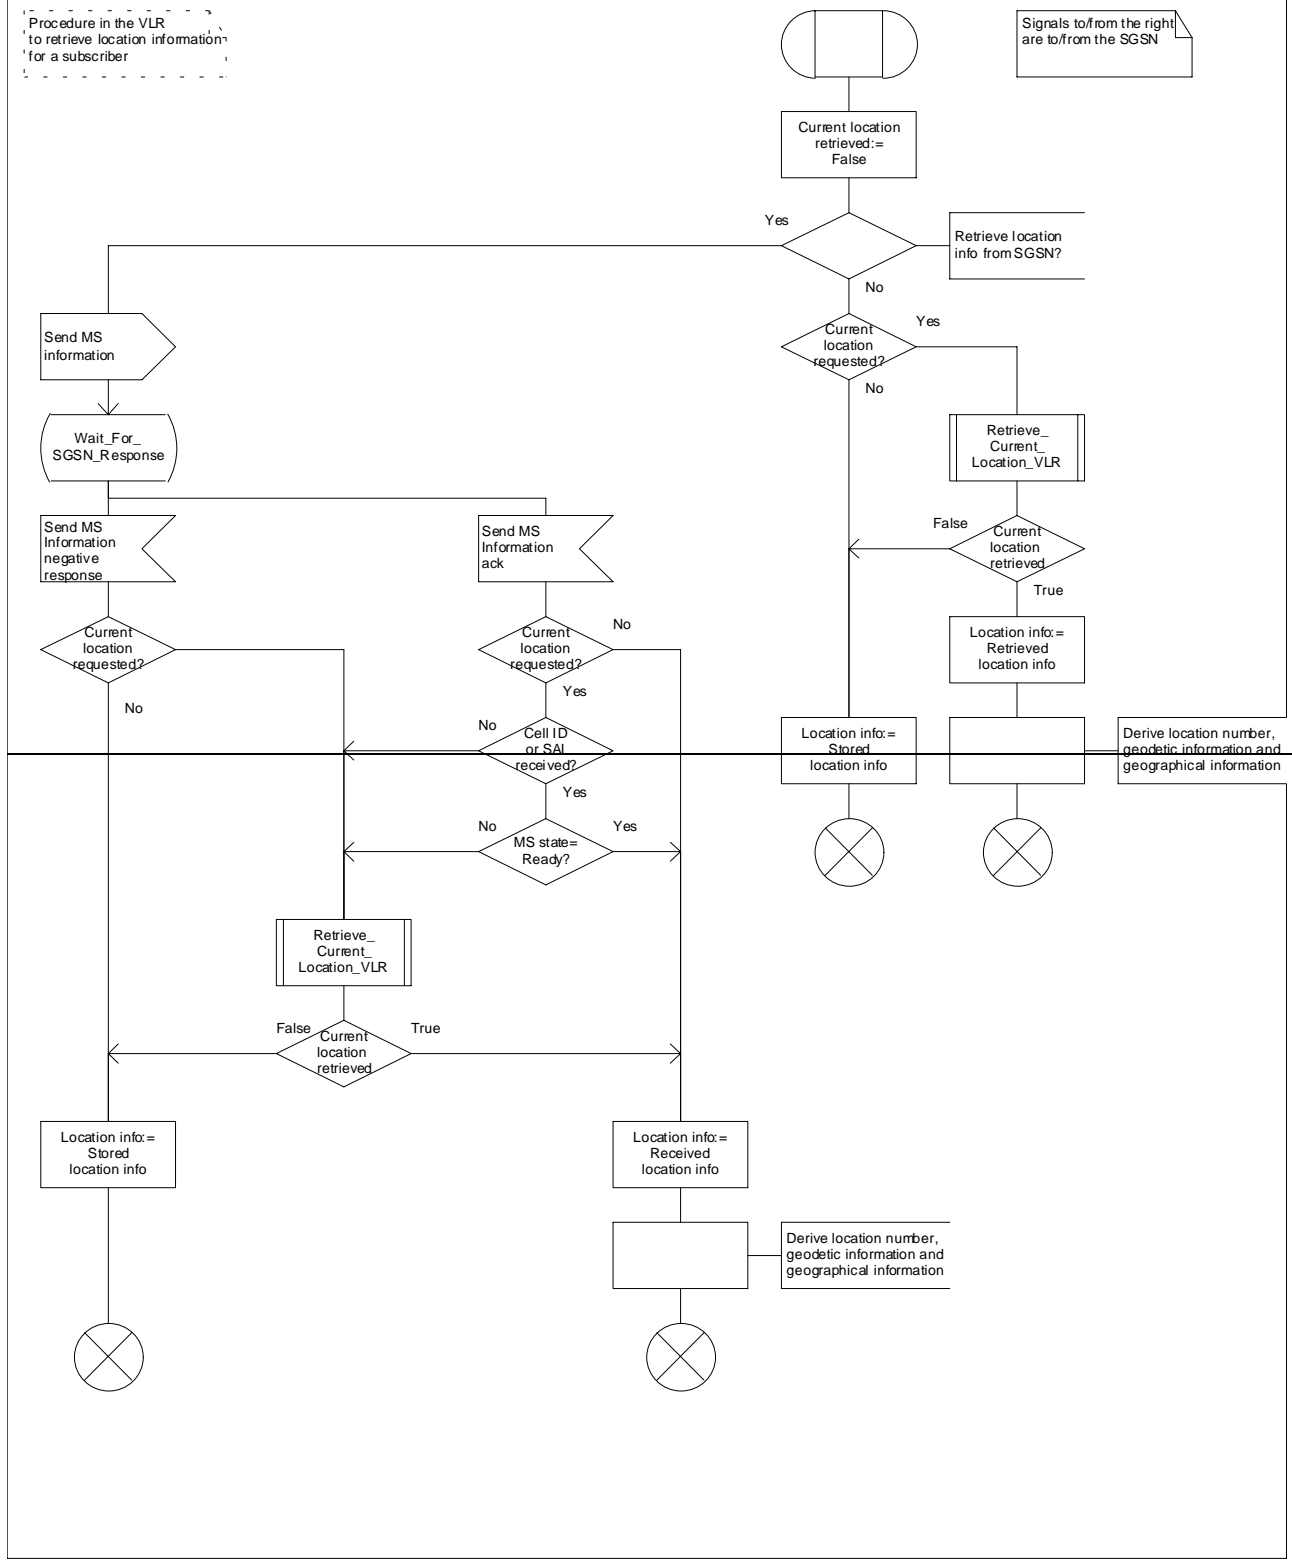 Procedure in the VLR
to retrieve location information
for a subscriber
Signals to/from the right
are to/from the SGSN
Current location
retrieved:=
False
Yes
Retrieve location
info from SGSN?
No
Send MS
information
Current
location
requested?
Yes
No
Wait_For_
SGSN_Response
Retrieve_
Current_
Location_VLR
Send MS
Information
negative
response
Send MS
Information
ack
False
Current
location
retrieved
True
Current
location
requested?
No
Current
location
requested?
No
Yes
Location info:=
Retrieved
location info
No
Cell ID
or SAI
received?
Yes
Location info:=
Stored
location info
Derive location number,
geodetic information and
geographical information
No
MS state=
Ready?
Yes
Retrieve_
Current_
Location_VLR
False
Current
location
retrieved
True
Location info:=
Stored
location info
Location info:=
Received
location info
Derive location number,
geodetic information and
geographical information